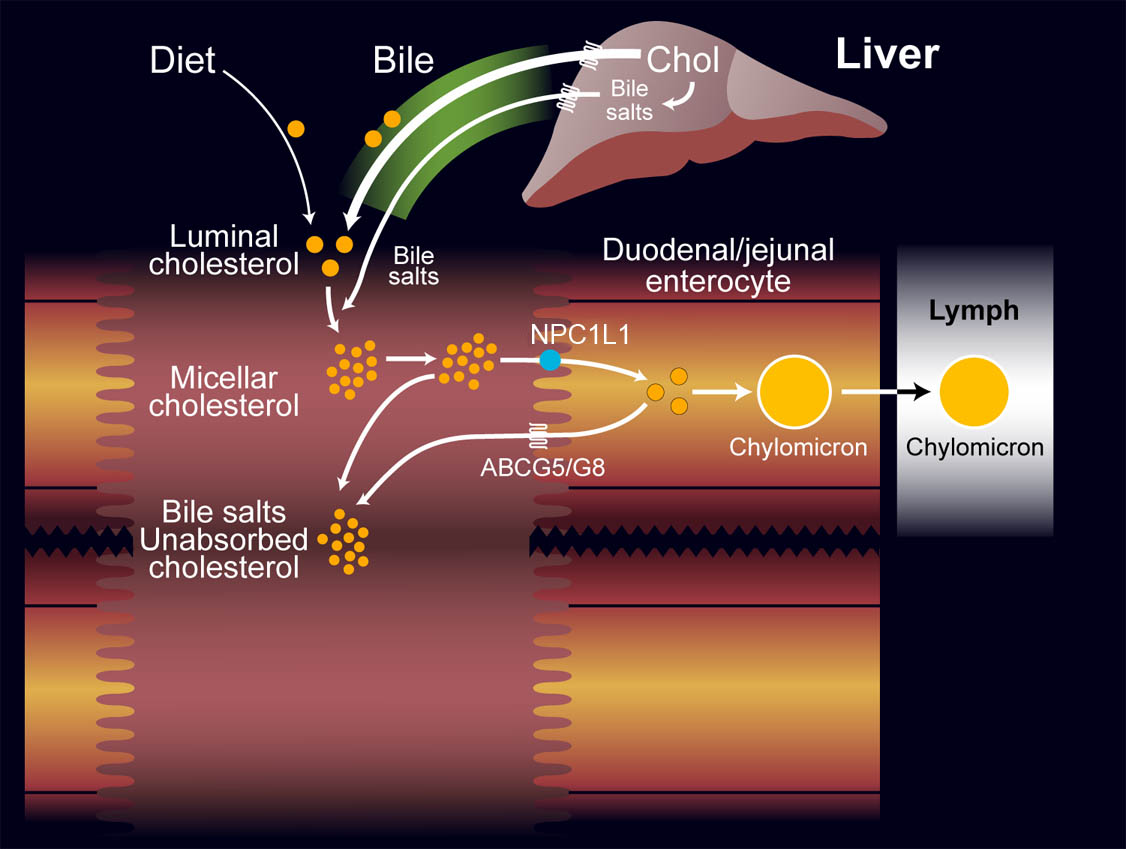 Diet
Bile
Chol
Liver
Bile
salts
Luminal
cholesterol
Bile
salts
Duodenal/jejunal
enterocyte
Lymph
NPC1L1
Micellar
cholesterol
Chylomicron
Chylomicron
ABCG5/G8
Bile salts
Unabsorbed
cholesterol